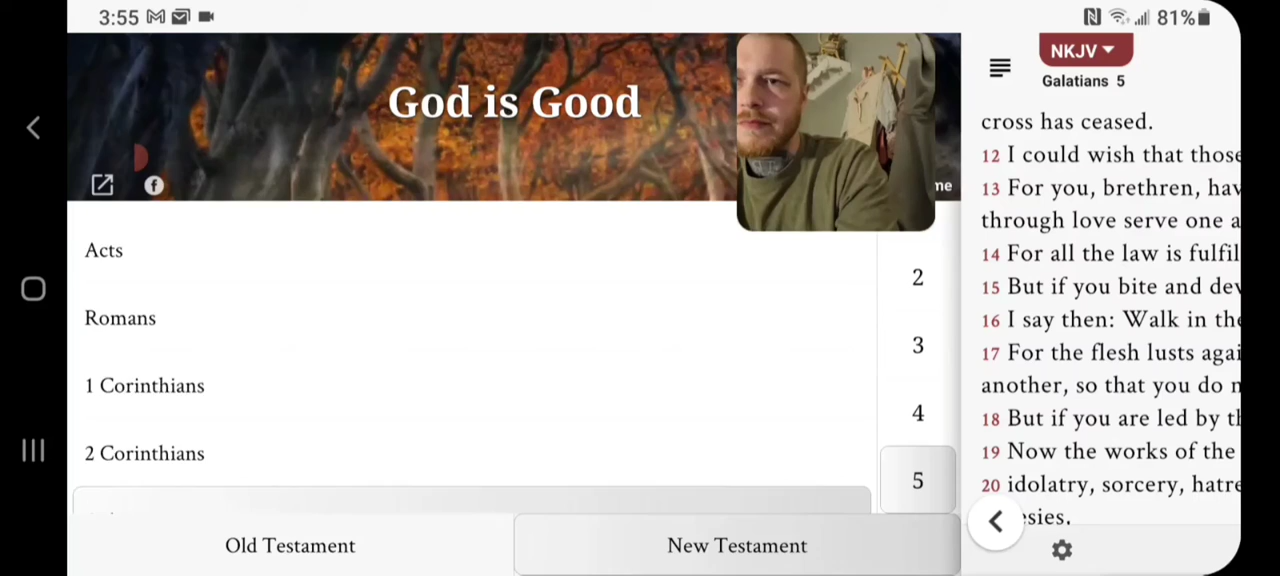 3:55
81%
God is Good
f
me
Acts
Romans
1 Corinthians
2 Corinthians
2
3
4
5
Old Testament
New Testament
NKJV
Galatians 5
cross has ceased.
12 I could wish that those
13 For you, brethren, hav
through love serve one a
14 For all the law is fulfil
15 But if you bite and dev
16 I say then: Walk in the
17 For the flesh lusts agai
another, so that you do n
18 But if you are led by th
19 Now the works of the
20 idolatry, sorcery, hatre
esies.